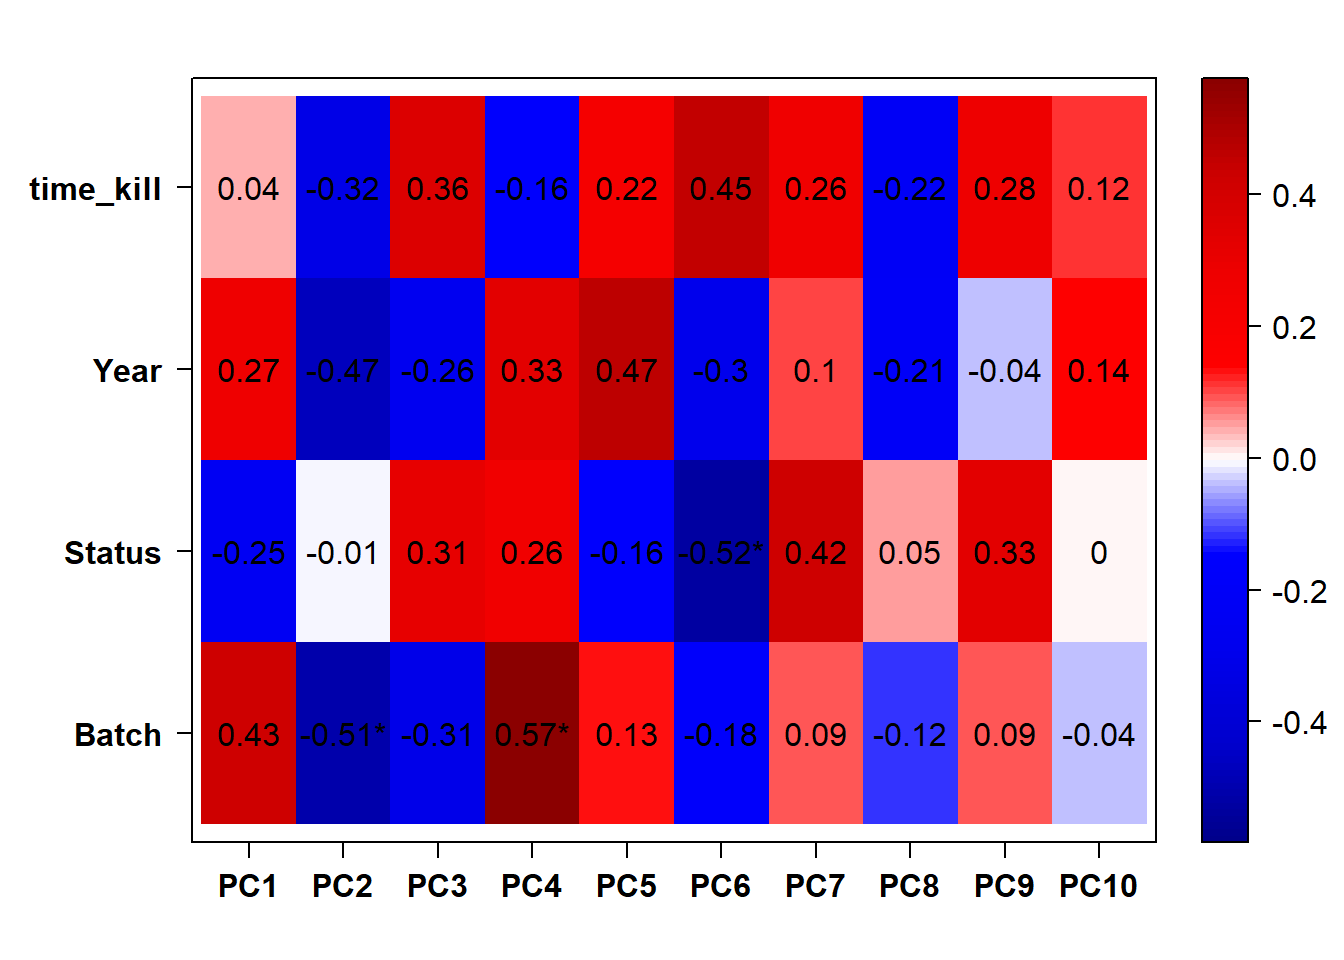 time_kill 0.04 -0.32 0.36 -0.16 0.22 0.45 0.26 -0.22 0.28 0.12
Year 0.27 -0.47 -0.26 0.33 0.47 -0.3 0.1 -0.21 -0.04 0.14
Status -0.25 -0.01 0.31 0.26 -0.16 -0.52* 0.42 0.05 0.33 0
Batch 0.43 -0.51* -0.31 0.57* 0.13 -0.18 0.09 -0.12 0.09 -0.04
PC1 PC2 PC3 PC4 PC5 PC6 PC7 PC8 PC9 PC10
0.4
0.2
0.0
-0.2
-0.4